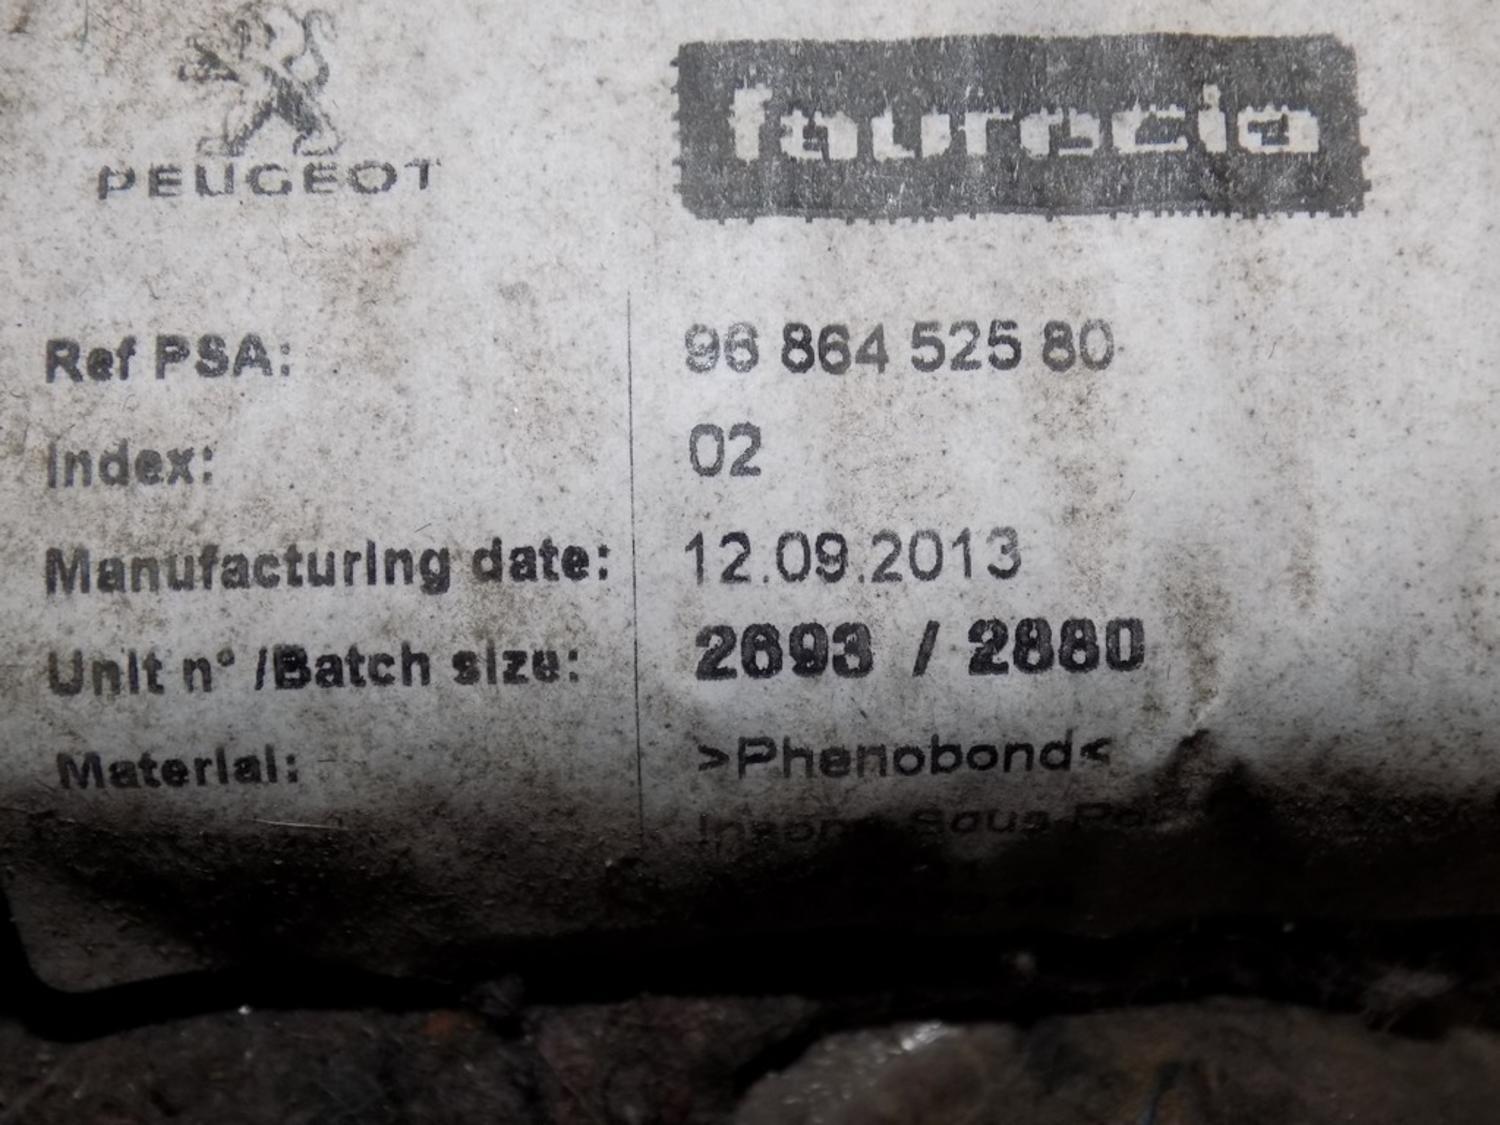 PEUGEOT
faurecia
Ref PSA: 96 864 525 80
Index: 02
Manufacturing date: 12.09.2013
Unit n° /Batch size: 2693 / 2880
Material: >Phenobond<
Sous